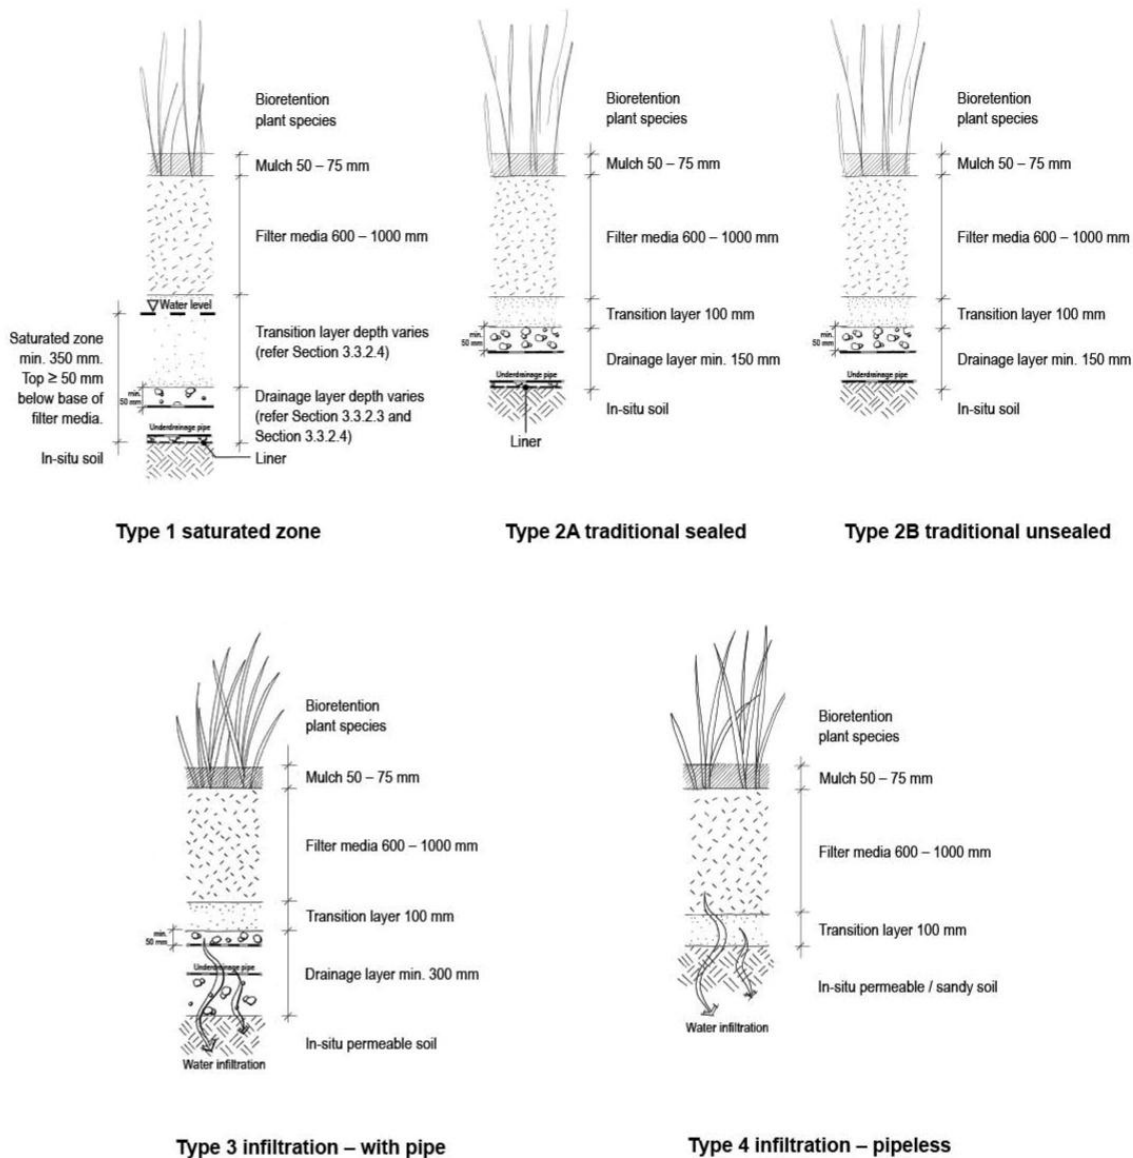 Bioretention
plant species
Mulch 50 – 75 mm
Filter media 600 – 1000 mm
Water level
Saturated zone
min. 350 mm.
Top ≥ 50 mm
below base of
filter media.
Transition layer depth varies
(refer Section 3.3.2.4)
min.
50 mm
Drainage layer depth varies
(refer Section 3.3.2.3 and
Section 3.3.2.4)
Underdrainage pipe
In-situ soil
Liner
Type 1 saturated zone
Bioretention
plant species
Mulch 50 – 75 mm
Filter media 600 – 1000 mm
Transition layer 100 mm
min.
50 mm
Drainage layer min. 150 mm
Underdrainage pipe
In-situ soil
Liner
Type 2A traditional sealed
Bioretention
plant species
Mulch 50 – 75 mm
Filter media 600 – 1000 mm
Transition layer 100 mm
min.
50 mm
Drainage layer min. 150 mm
Underdrainage pipe
In-situ soil
Type 2B traditional unsealed
Bioretention
plant species
Mulch 50 – 75 mm
Filter media 600 – 1000 mm
Transition layer 100 mm
min.
50 mm
Underdrainage pipe
Drainage layer min. 300 mm
In-situ permeable soil
Water infiltration
Type 3 infiltration – with pipe
Bioretention
plant species
Mulch 50 – 75 mm
Filter media 600 – 1000 mm
Transition layer 100 mm
In-situ permeable / sandy soil
Water infiltration
Type 4 infiltration – pipeless